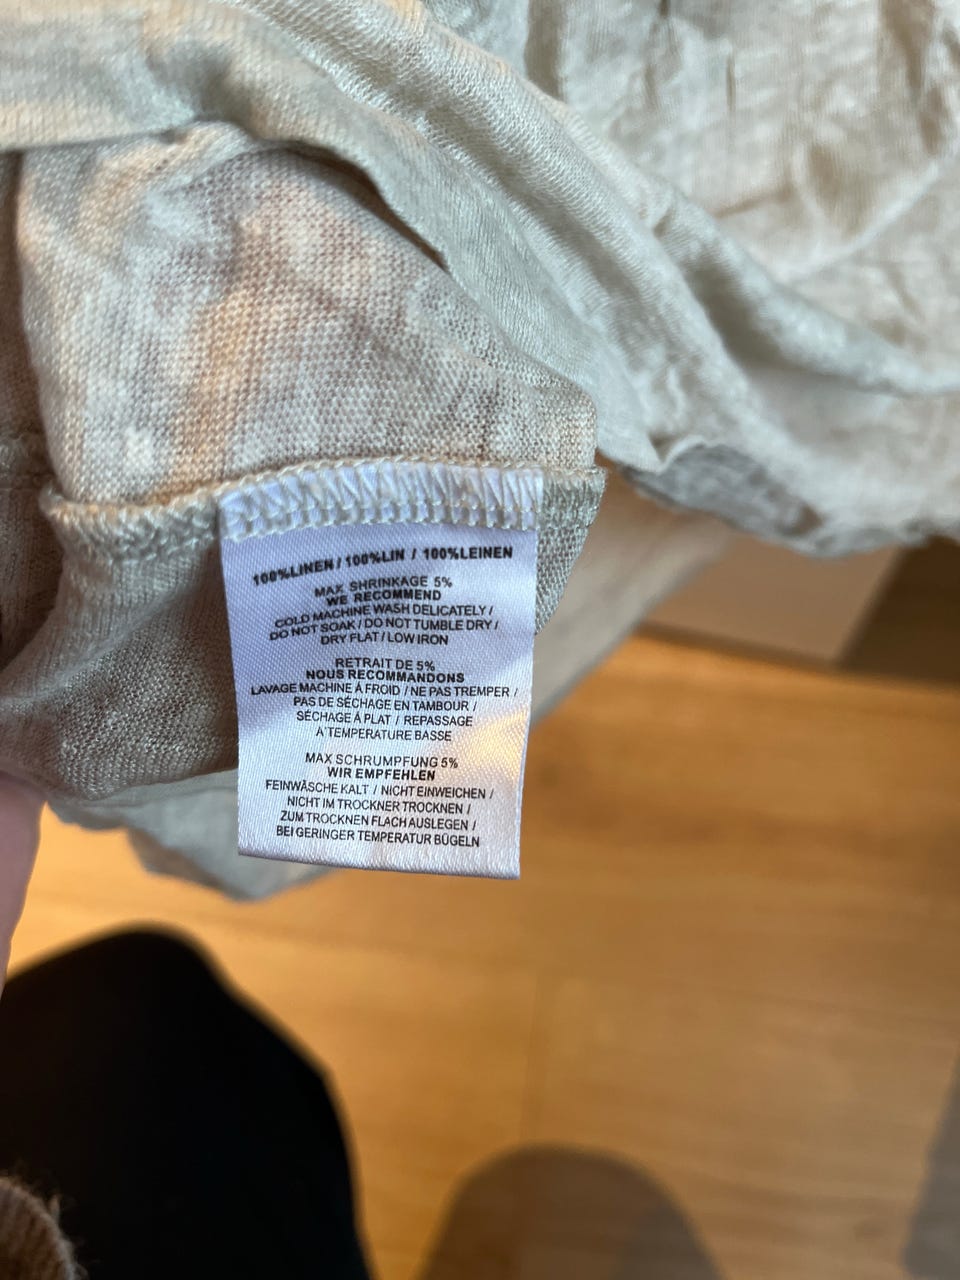 100%LINEN / 100%LIN / 100%LEINEN
MAX SHRINKAGE 5%
WE RECOMMEND
COLD MACHINE WASH DELICATELY /
DO NOT SOAK / DO NOT TUMBLE DRY /
DRY FLAT / LOW IRON
RETRAIT DE 5%
NOUS RECOMMANDONS
LAVAGE MACHINE À FROID / NE PAS TREMPER /
PAS DE SÉCHAGE EN TAMBOUR /
SÉCHAGE À PLAT / REPASSAGE
A'TEMPERATURE BASSE
MAX SCHRUMPFUNG 5%
WIR EMPFEHLEN
FEINWÄSCHE KALT / NICHT EINWEICHEN /
NICHT IM TROCKNER TROCKNEN /
ZUM TROCKNEN FLACH AUSLEGEN /
BEI GERINGER TEMPERATUR BÜGELN